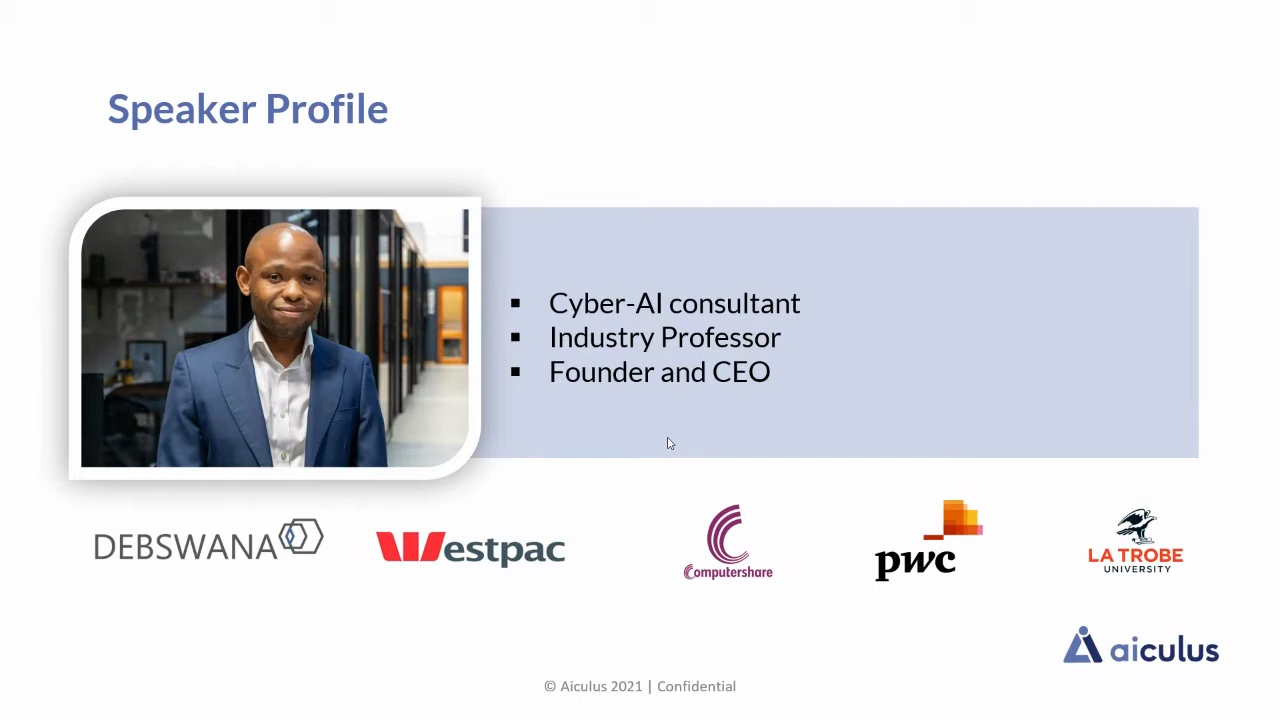 Speaker Profile
▪ Cyber-AI consultant
▪ Industry Professor
▪ Founder and CEO
DEBSWANA
Westpac
Computershare
pwc
LA TROBE
UNIVERSITY
aiculus
© Aiculus 2021 | Confidential